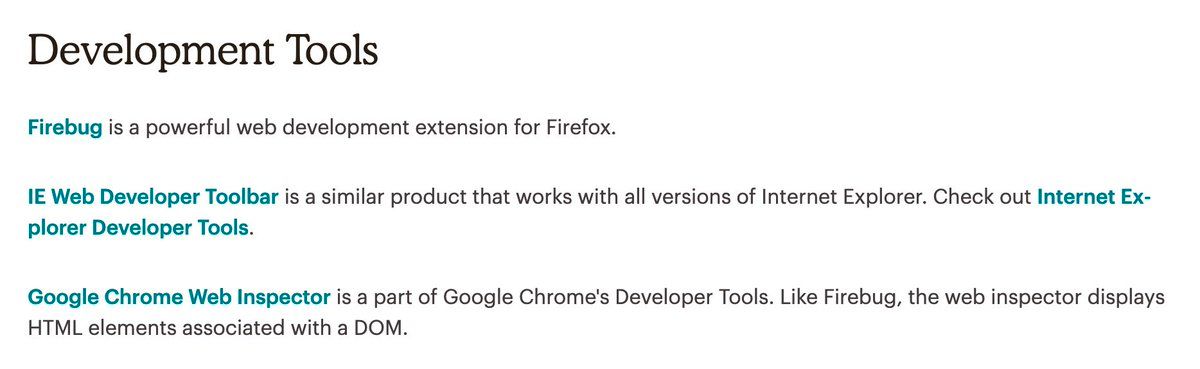 Development Tools
Firebug is a powerful web development extension for Firefox.
IE Web Developer Toolbar is a similar product that works with all versions of Internet Explorer. Check out Internet Ex-
plorer Developer Tools.
Google Chrome Web Inspector is a part of Google Chrome's Developer Tools. Like Firebug, the web inspector displays
HTML elements associated with a DOM.